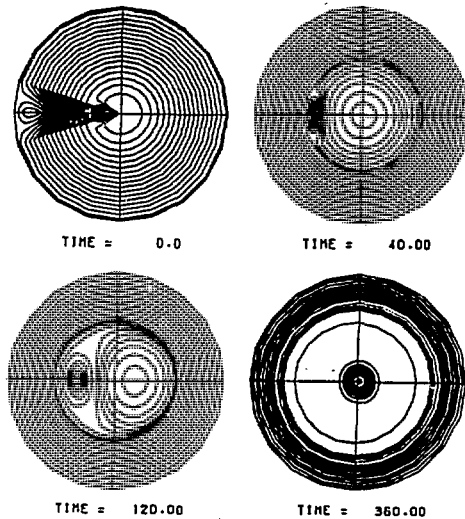 TIME = 0.0
TIME = 40.00
TIME = 120.00
TIME = 360.00